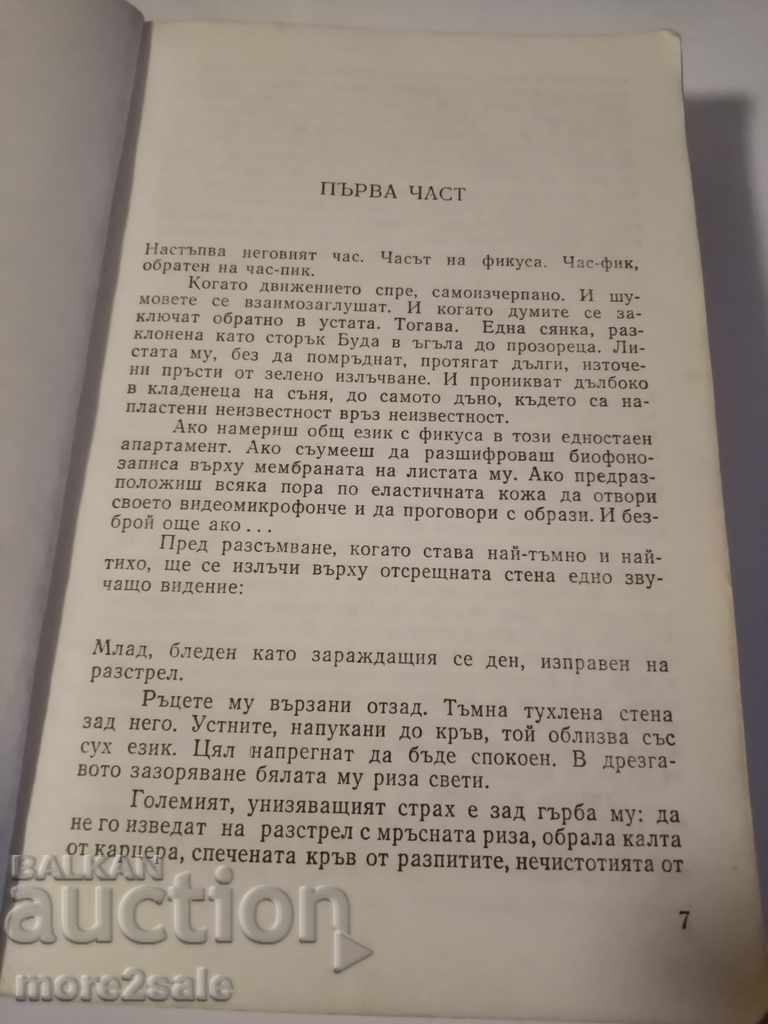 ПЪРВА ЧАСТ
Настъпва неговият час. Часът на фикуса. Час-фик,
обратен на час-пик.
Когато движението спре, самоизчерпано. И шу-
мовете се взаимозаглушат. И когато думите се за-
ключат обратно в устата. Тогава. Една сянка, раз-
клонена като сторък Буда в ъгъла до прозореца. Ли-
стата му, без да помръднат, протягат дълги, източе-
ни пръсти от зелено излъчване. И проникват дълбоко
в кладенеца на съня, до самото дъно, където са на-
пластени неизвестност връз неизвестност.
Ако намериш общ език с фикуса в този едностаен
апартамент. Ако съумееш да разшифроваш биофоно-
записа върху мембраната на листата му. Ако предраз-
положиш всяка пора по еластичната кожа да отвори
своето видеомикрофонче и да проговори с образи. И без-
брой още ако...
Пред разсъмване, когато става най-тъмно и най-
тихо, ще се излъчи върху отсрещната стена едно зву-
чащо видение:
Млад, бледен като зараждащия се ден, изправен на
разстрел.
Ръцете му вързани отзад. Тъмна тухлена стена
зад него. Устните, напукани до кръв, той облизва със
сух език. Цял напрегнат да бъде спокоен. В дрезга-
вото зазоряване бялата му риза свети.
Големият, унизяващият страх е зад гърба му: да
не го изведат на разстрел с мръсната риза, обрала калта
от карцера, спечената кръв от разпитите, нечистотията от
7
BALKAN
auction
more2sale